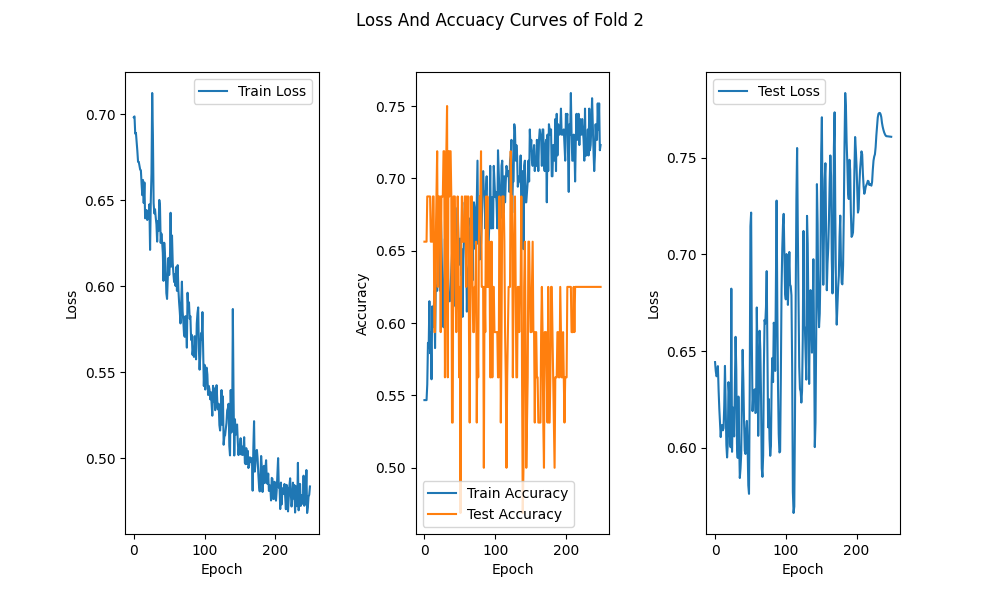 Loss And Accuacy Curves of Fold 2
Train Loss
0.70
0.65
0.60
0.55
0.50
Loss
0
100
200
Epoch
0.75
0.70
0.65
0.60
0.55
0.50
Accuracy
Train Accuracy
Test Accuracy
0
100
200
Epoch
Test Loss
0.75
0.70
0.65
0.60
Loss
0
100
200
Epoch